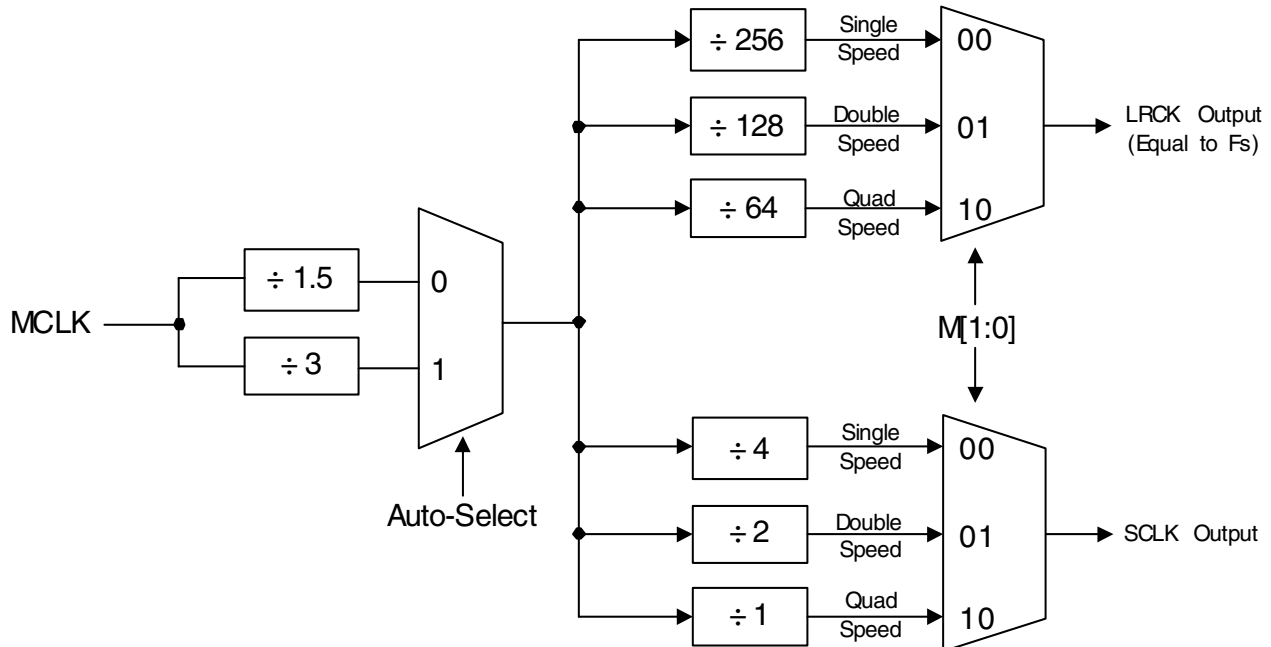 ÷ 256
Single
Speed
00
÷ 128
Double
Speed
01
LRCK Output
(Equal to Fs)
÷ 64
Quad
Speed
10
MCLK
÷ 1.5
0
÷ 3
1
Auto-Select
M[1:0]
÷ 4
Single
Speed
00
÷ 2
Double
Speed
01
SCLK Output
÷ 1
Quad
Speed
10